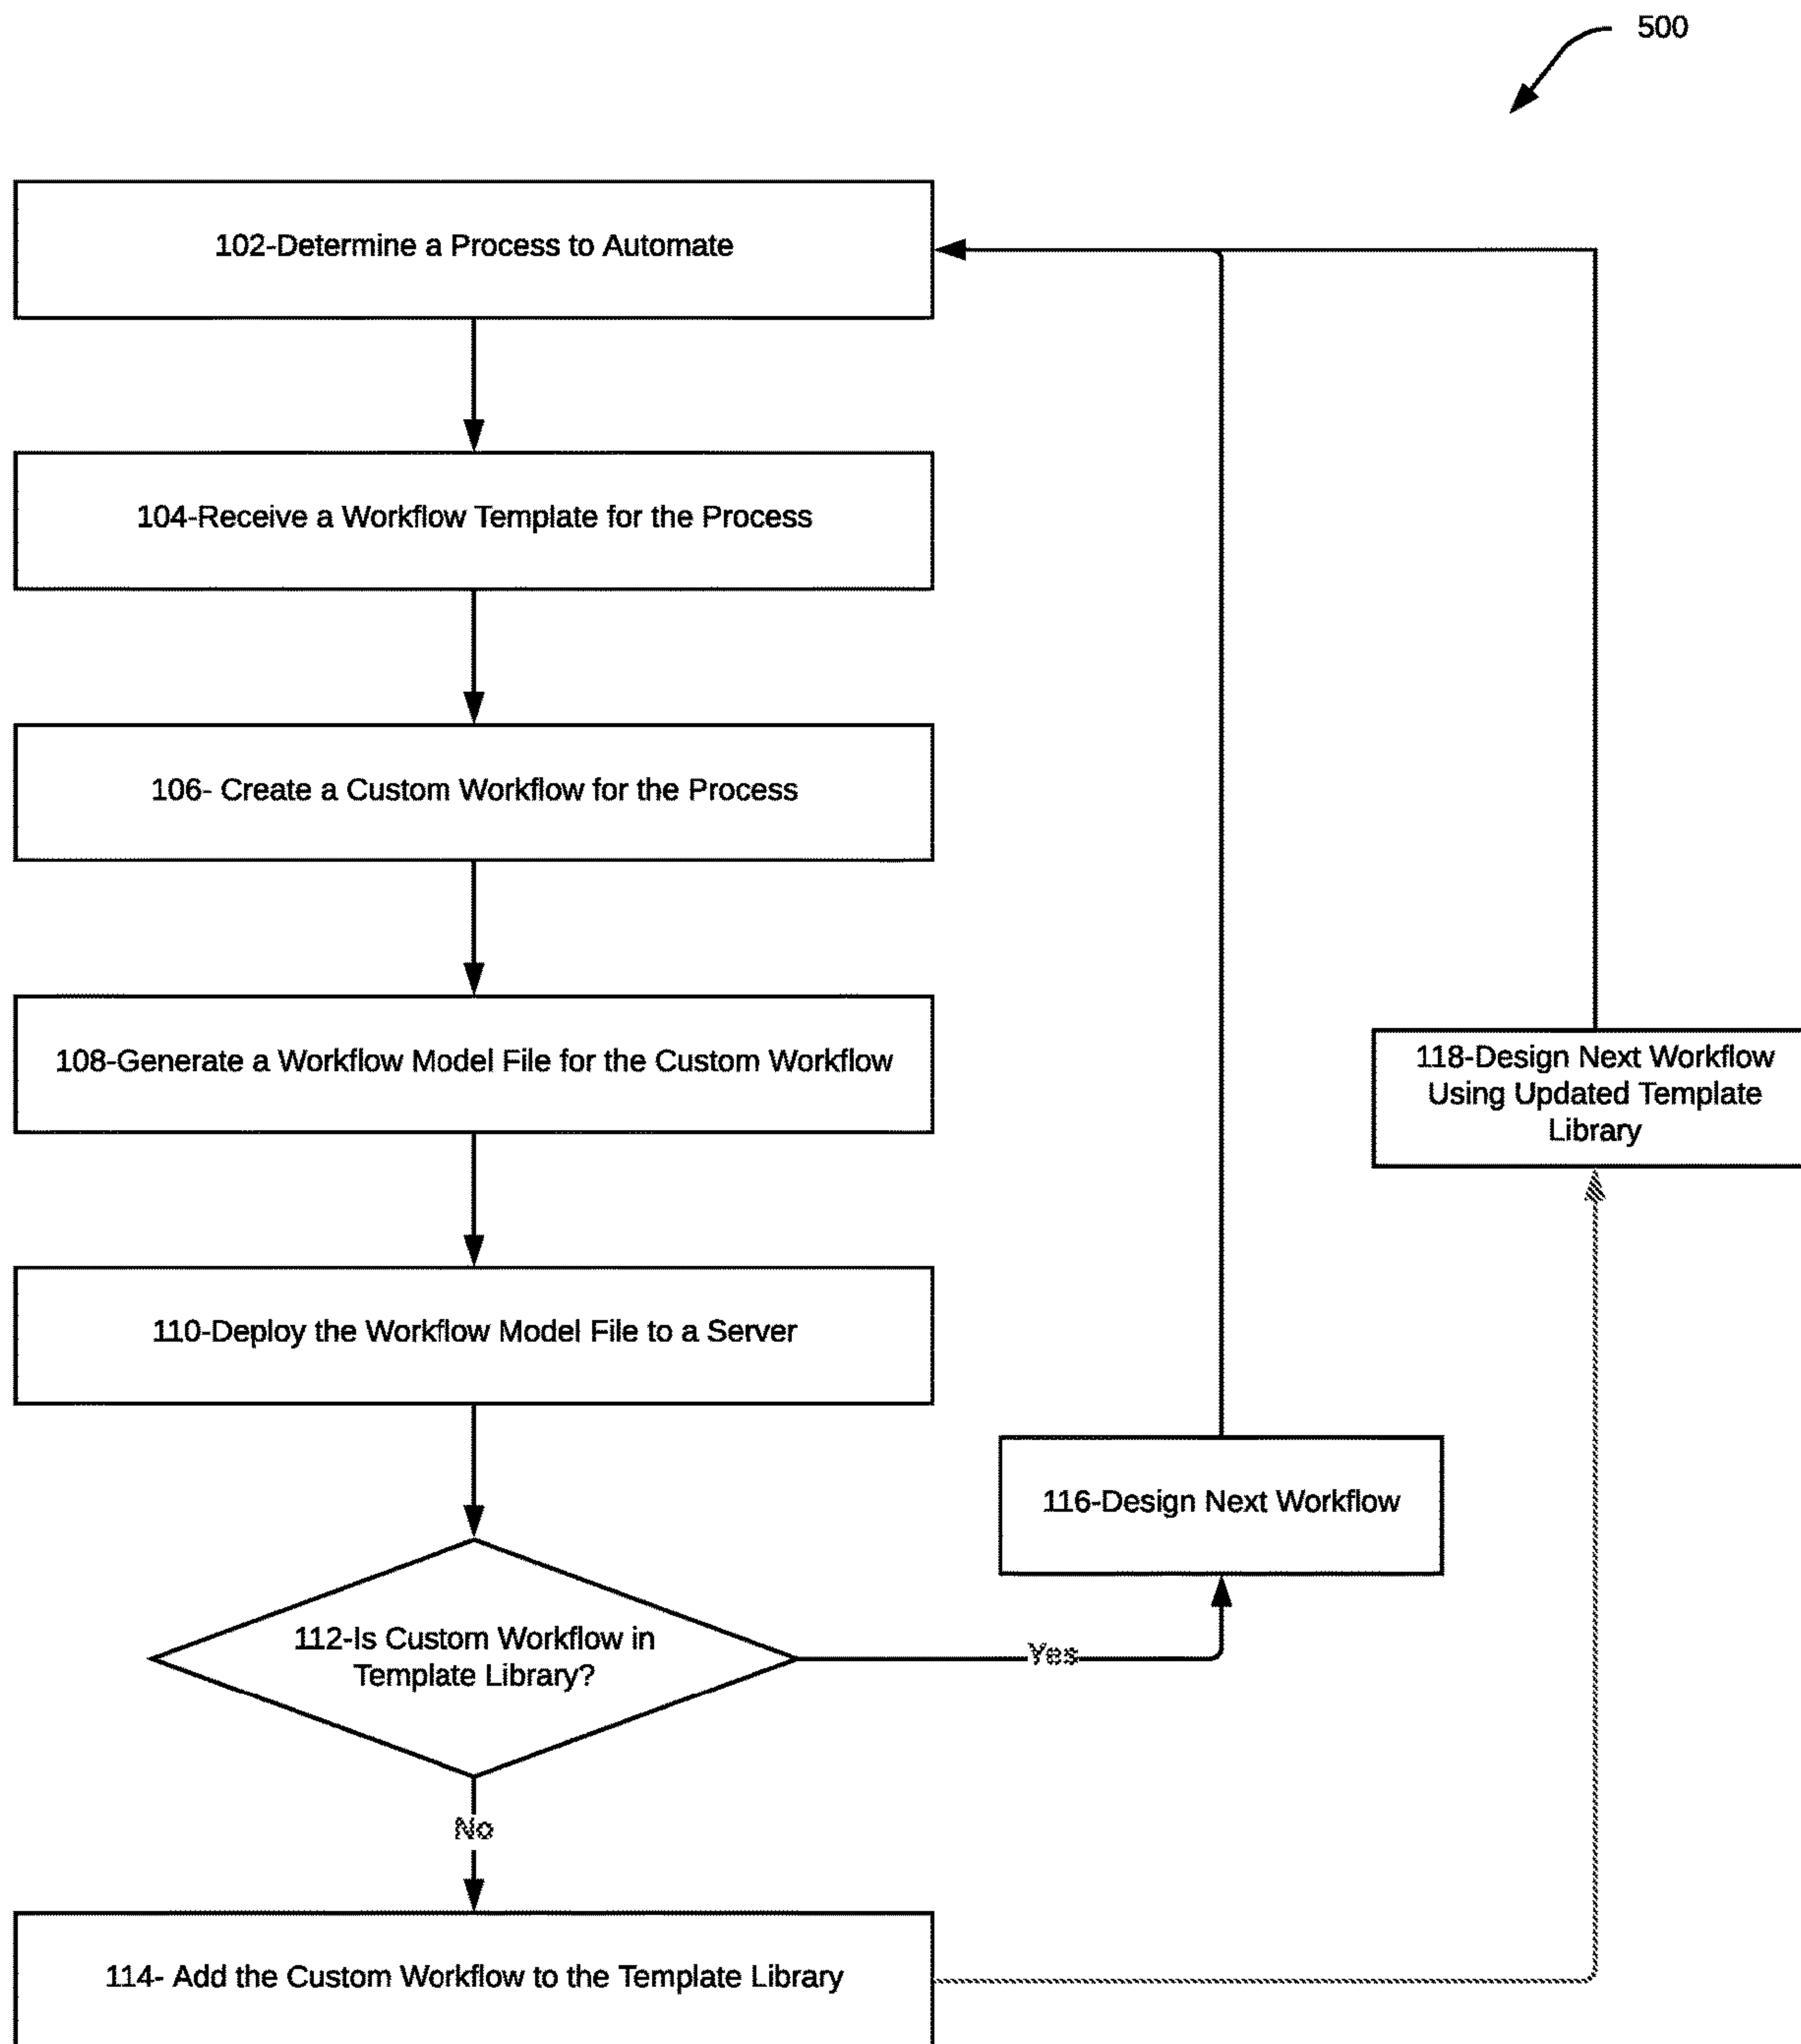 500
102-Determine a Process to Automate
104-Receive a Workflow Template for the Process
106- Create a Custom Workflow for the Process
108-Generate a Workflow Model File for the Custom Workflow
118-Design Next Workflow
Using Updated Template
Library
110-Deploy the Workflow Model File to a Server
116-Design Next Workflow
112-Is Custom Workflow in
Template Library?
Yes
No
114- Add the Custom Workflow to the Template Library